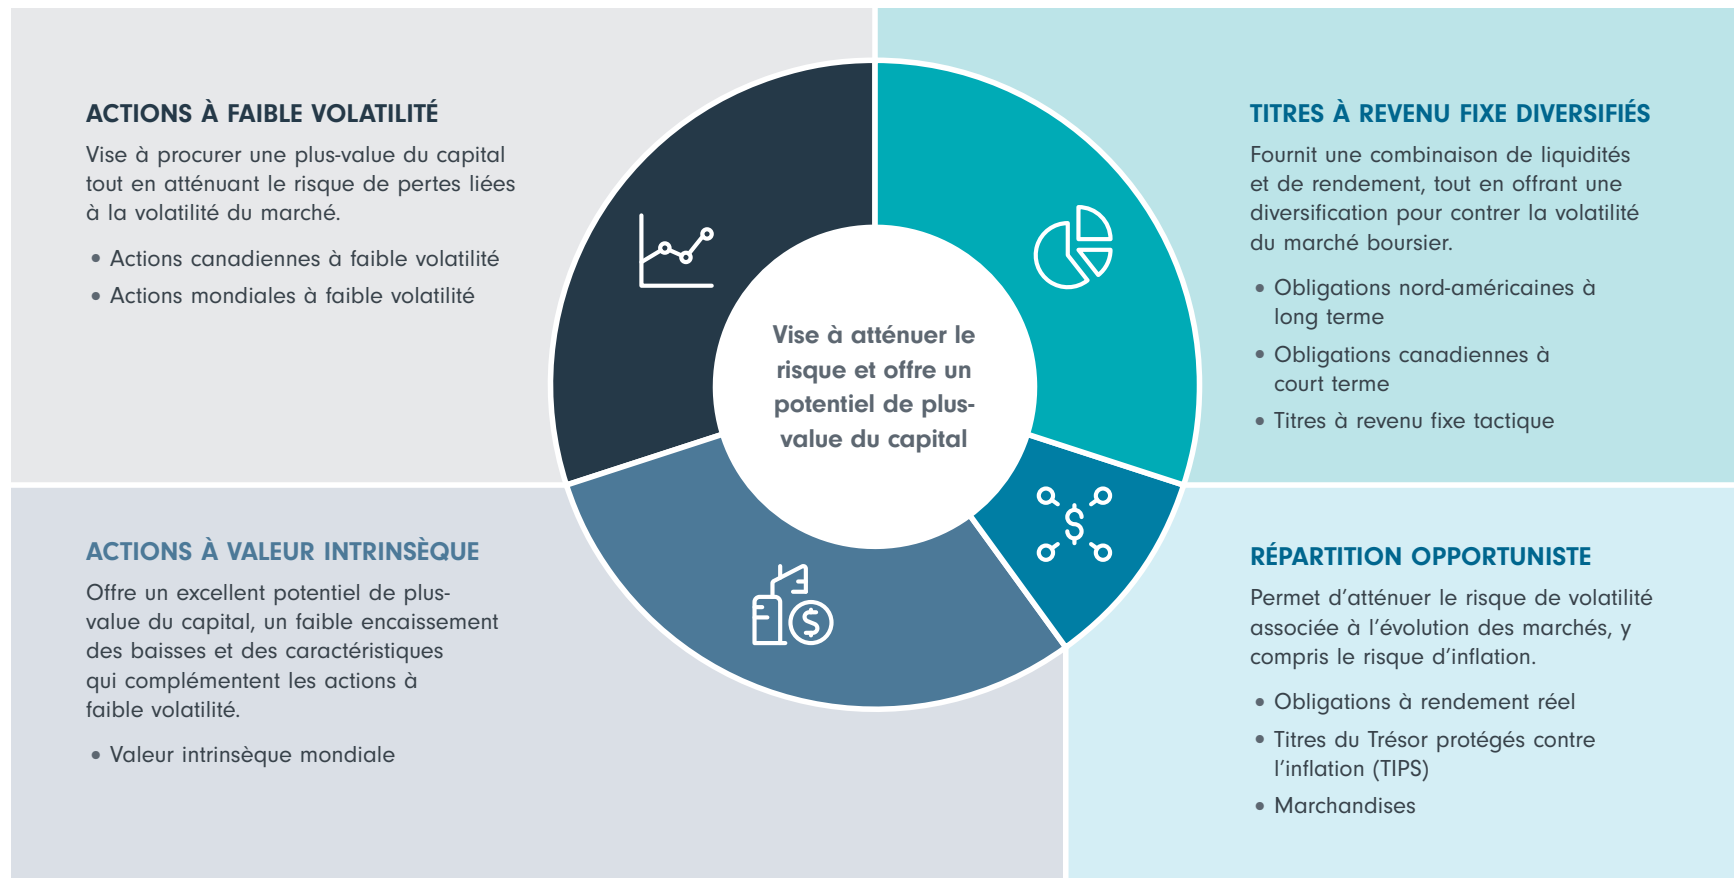 ACTIONS À FAIBLE VOLATILITÉ
Vise à procurer une plus-value du capital
tout en atténuant le risque de pertes liées
à la volatilité du marché.
• Actions canadiennes à faible volatilité
• Actions mondiales à faible volatilité
TITRES À REVENU FIXE DIVERSIFIÉS
Fournit une combinaison de liquidités
et de rendement, tout en offrant une
diversification pour contrer la volatilité
du marché boursier.
• Obligations nord-américaines à
long terme
• Obligations canadiennes à
court terme
• Titres à revenu fixe tactique
Vise à atténuer le
risque et offre un
potentiel de plus-
value du capital
$
$
ACTIONS À VALEUR INTRINSÈQUE
Offre un excellent potentiel de plus-
value du capital, un faible encaissement
des baisses et des caractéristiques
qui complémentent les actions à
faible volatilité.
• Valeur intrinsèque mondiale
RÉPARTITION OPPORTUNISTE
Permet d’atténuer le risque de volatilité
associée à l’évolution des marchés, y
compris le risque d’inflation.
• Obligations à rendement réel
• Titres du Trésor protégés contre
l’inflation (TIPS)
• Marchandises